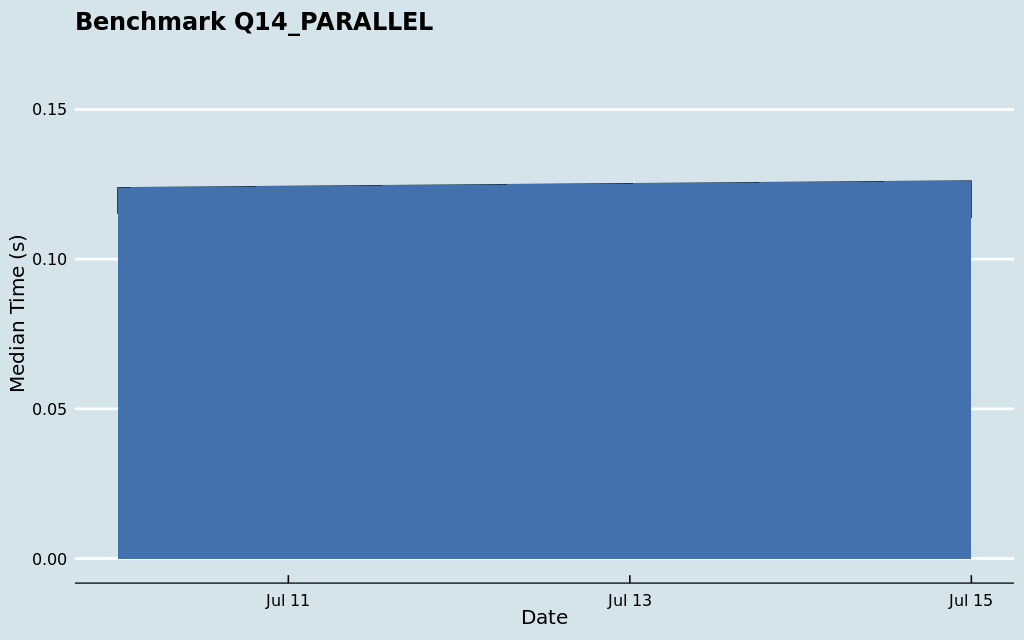 Benchmark Q14_PARALLEL
Median Time (s)
0.15
0.10
0.05
0.00
Jul 11
Jul 13
Jul 15
Date